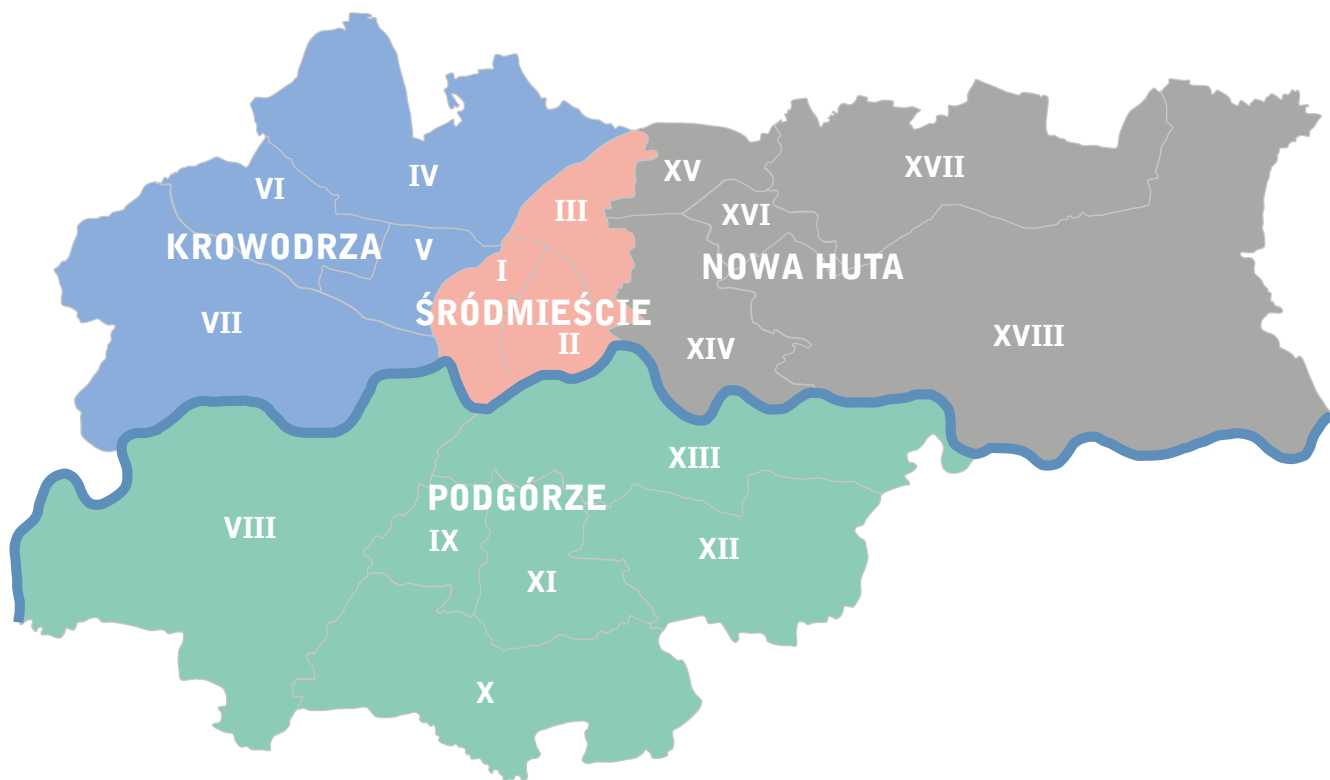 XVII
XV
IV
VI
III
XVI
KROWODRZA
V
NOWA HUTA
I
ŚRÓDMIEŚCIE
VII
XVIII
II
XIV
XIII
PODGÓRZE
VIII
IX
XII
XI
X